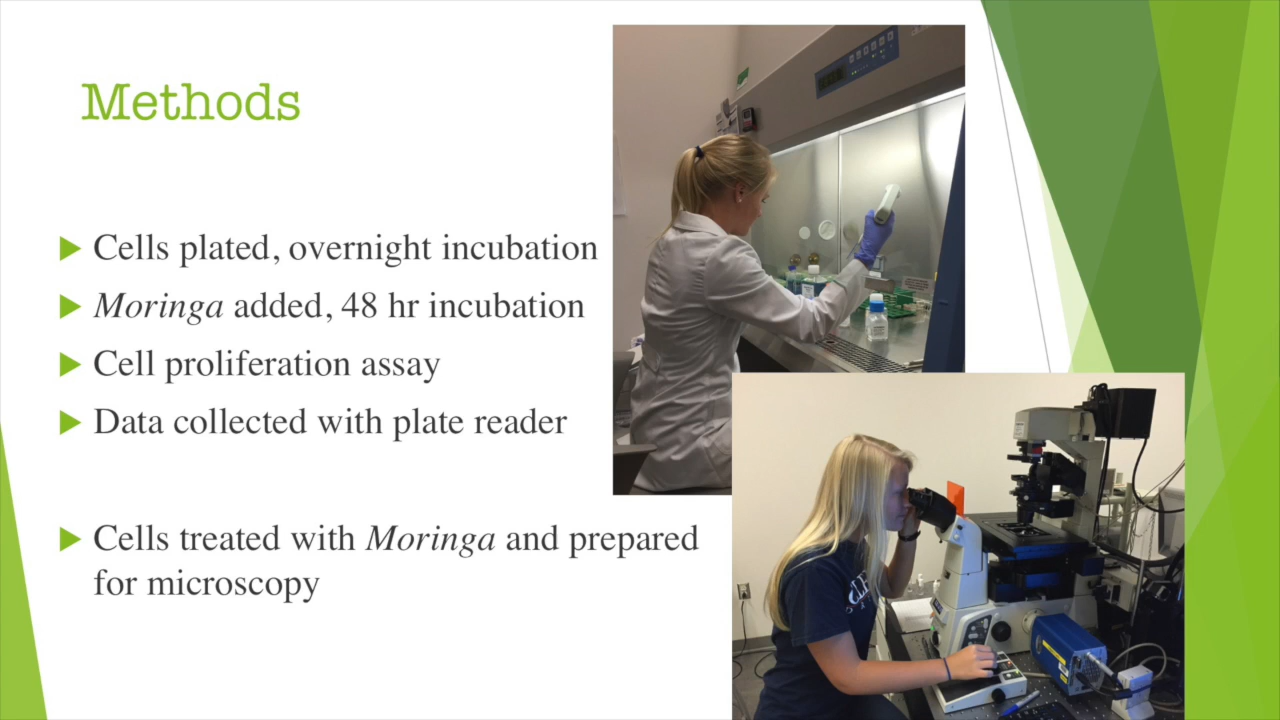 Methods
Cells plated, overnight incubation
Moringa added, 48 hr incubation
Cell proliferation assay
Data collected with plate reader
Cells treated with Moringa and prepared
for microscopy